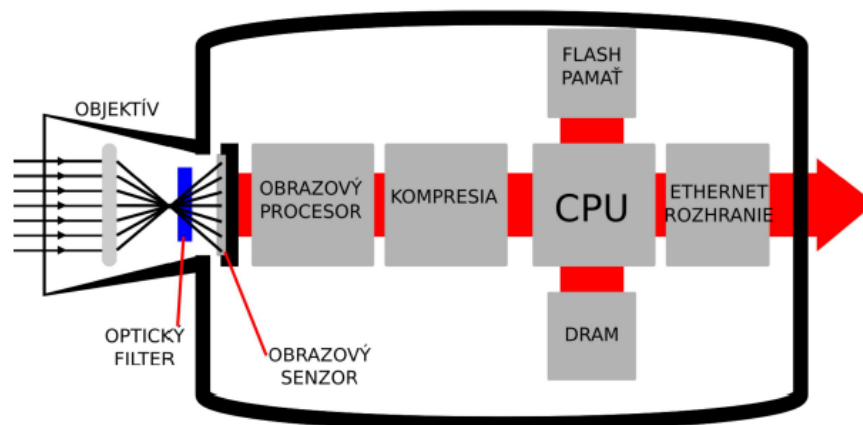 OBJEKTÍV
OPTICKÝ
FILTER
OBRAZOVÝ
SENZOR
OBRAZOVÝ
PROCESOR
KOMPRESIA
FLASH
PAMAŤ
CPU
DRAM
ETHERNET
ROZHRANIE